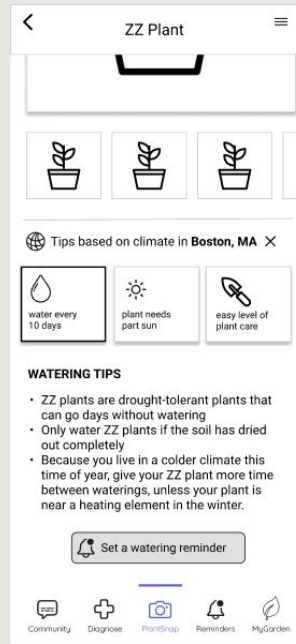 ZZ Plant
Tips based on climate in Boston, MA X
water every
10 days
plant needs
part sun
easy level of
plant care
WATERING TIPS
• ZZ plants are drought-tolerant plants that
can go days without watering
• Only water ZZ plants if the soil has dried
out completely
• Because you live in a colder climate this
time of year, give your ZZ plant more time
between waterings, unless your plant is
near a heating element in the winter.
Set a watering reminder
Community
Diagnose
PlantSnap
Reminders
MyGarden